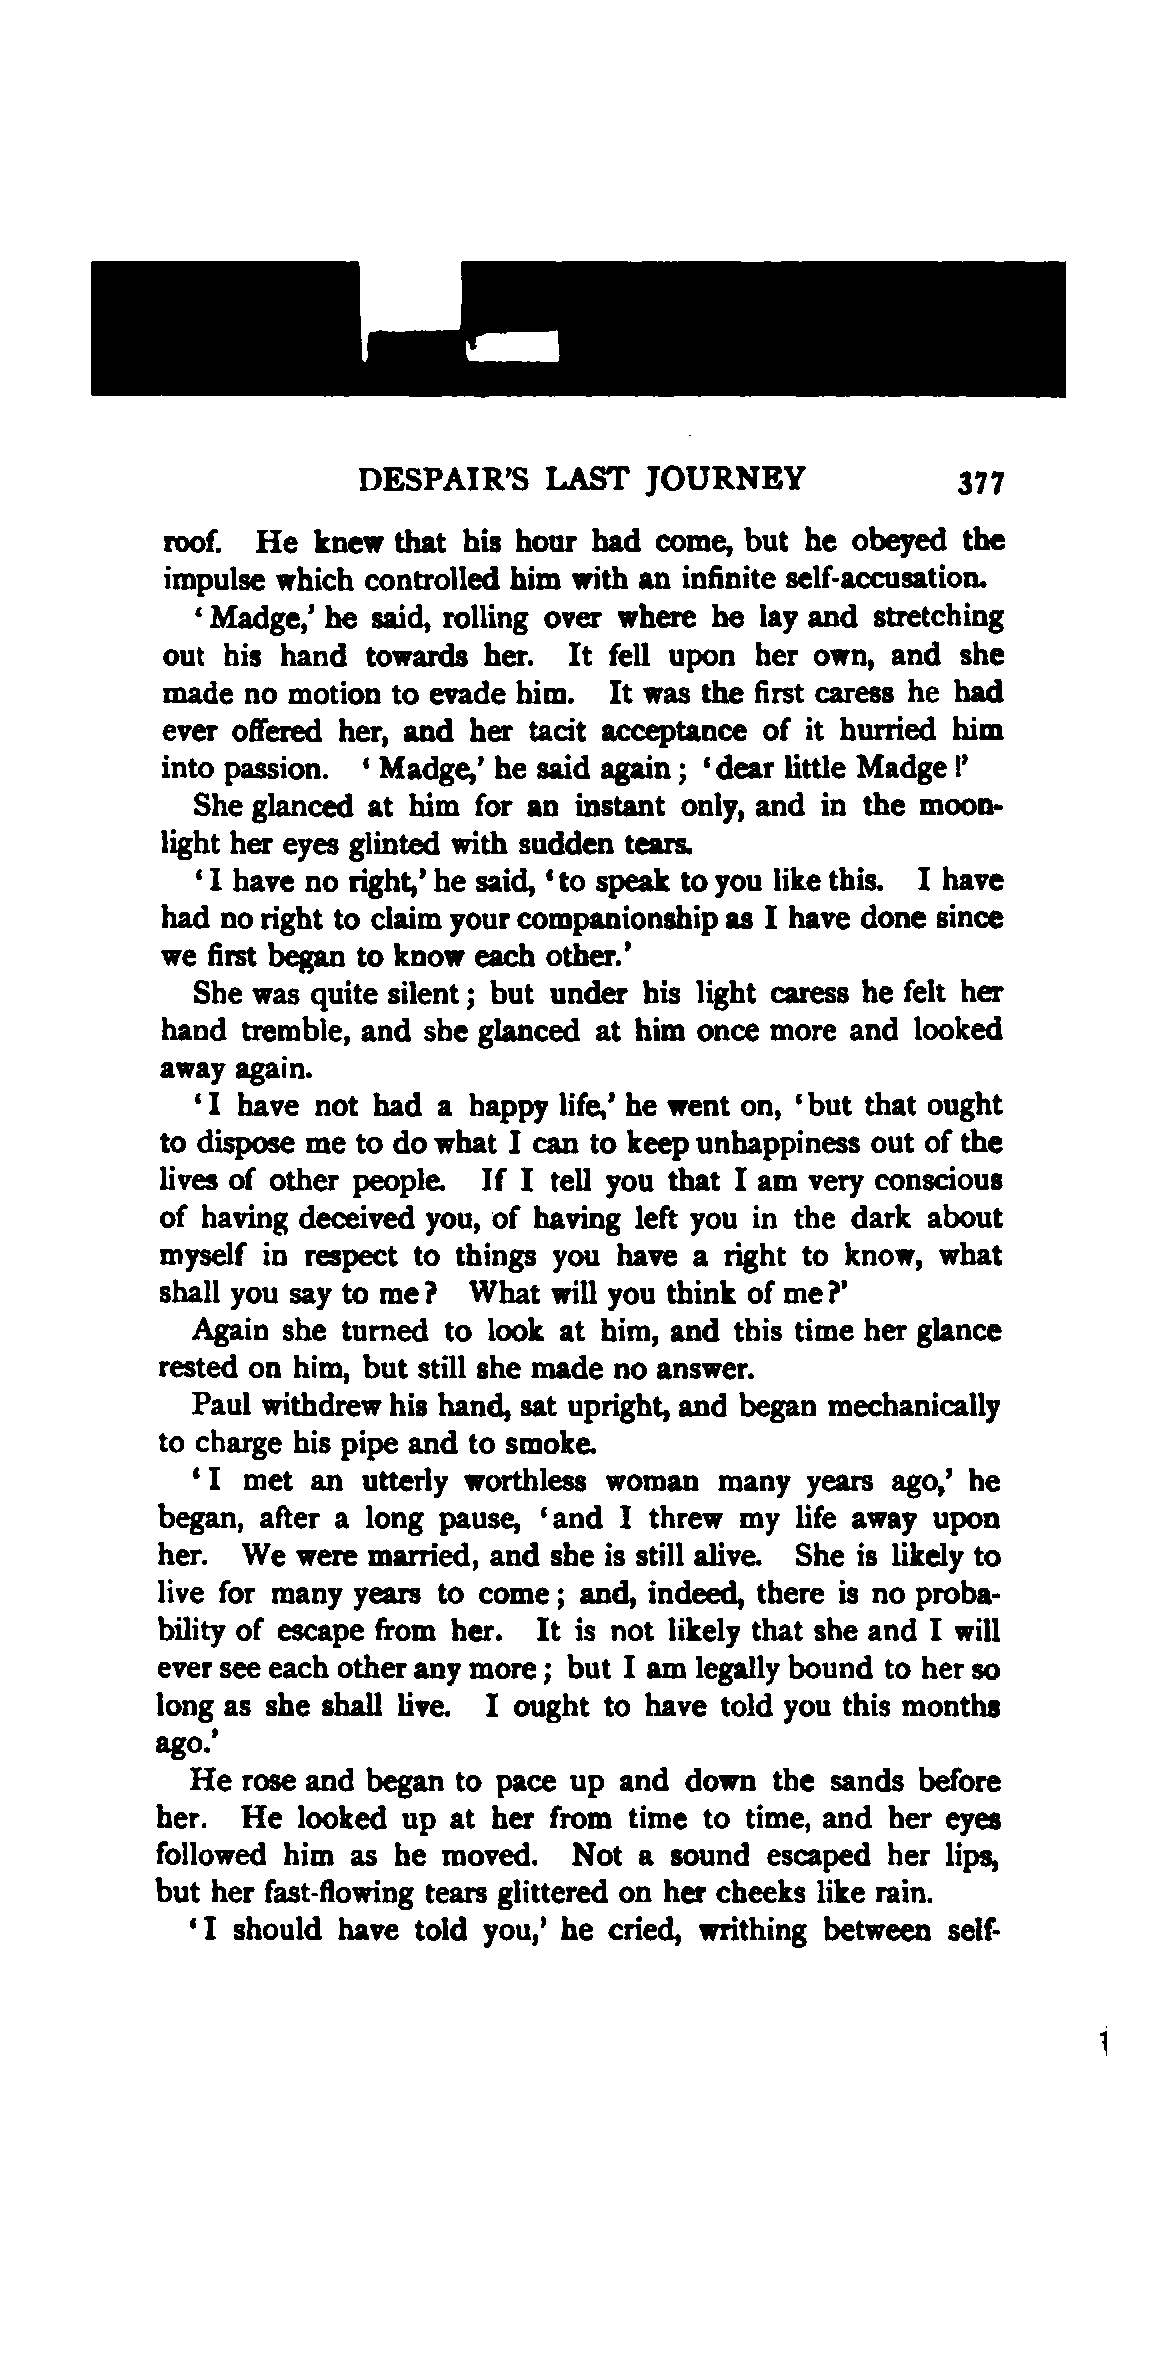 DESPAIR'S LAST JOURNEY 377
roof. He knew that his hour had come, but he obeyed the
impulse which controlled him with an infinite self-accusation.
‘Madge,’ he said, rolling over where he lay and stretching
out his hand towards her. It fell upon her own, and she
made no motion to evade him. It was the first caress he had
ever offered her, and her tacit acceptance of it hurried him
into passion. ‘Madge,’ he said again; ‘dear little Madge!’
She glanced at him for an instant only, and in the moon-
light her eyes glinted with sudden tears.
‘I have no right,’ he said, ‘to speak to you like this. I have
had no right to claim your companionship as I have done since
we first began to know each other.’
She was quite silent; but under his light caress he felt her
hand tremble, and she glanced at him once more and looked
away again.
‘I have not had a happy life,’ he went on, ‘but that ought
to dispose me to do what I can to keep unhappiness out of the
lives of other people. If I tell you that I am very conscious
of having deceived you, of having left you in the dark about
myself in respect to things you have a right to know, what
shall you say to me? What will you think of me?’
Again she turned to look at him, and this time her glance
rested on him, but still she made no answer.
Paul withdrew his hand, sat upright, and began mechanically
to charge his pipe and to smoke.
‘I met an utterly worthless woman many years ago,’ he
began, after a long pause, ‘and I threw my life away upon
her. We were married, and she is still alive. She is likely to
live for many years to come; and, indeed, there is no proba-
bility of escape from her. It is not likely that she and I will
ever see each other any more; but I am legally bound to her so
long as she shall live. I ought to have told you this months
ago.’
He rose and began to pace up and down the sands before
her. He looked up at her from time to time, and her eyes
followed him as he moved. Not a sound escaped her lips,
but her fast-flowing tears glittered on her cheeks like rain.
‘I should have told you,’ he cried, writhing between self-